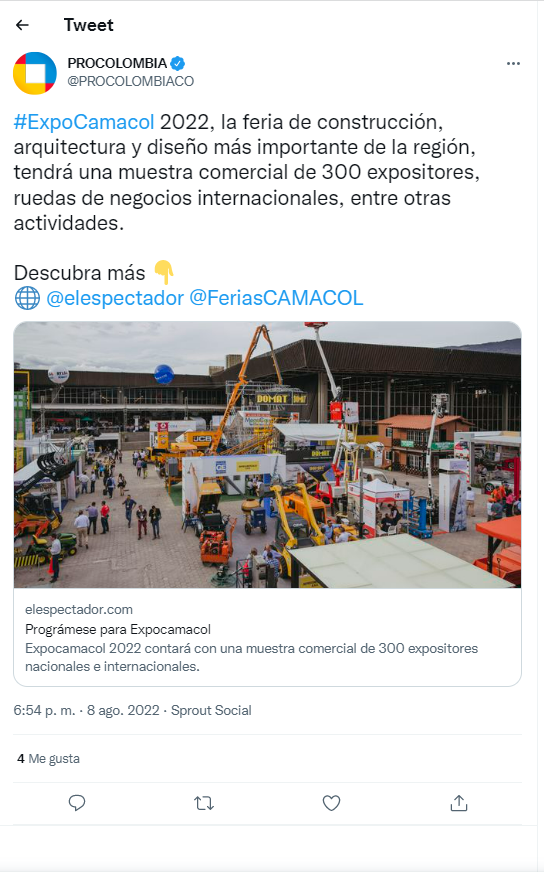 Tweet
PROCOLOMBIA
@PROCOLOMBIACO
#ExpoCamacol 2022, la feria de construcción,
arquitectura y diseño más importante de la región,
tendrá una muestra comercial de 300 expositores,
ruedas de negocios internacionales, entre otras
actividades.
Descubra más
@elespectador @FeriasCAMACOL
DOMAT
JCB
DOMAT
elespectador.com
Prográmese para Expocamacol
Expocamacol 2022 contará con una muestra comercial de 300 expositores
nacionales e internacionales.
6:54 p. m. · 8 ago. 2022 · Sprout Social
4 Me gusta